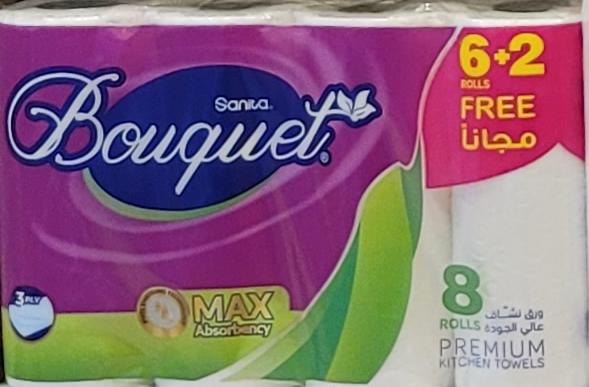 Sanita
Bouquet
6+2
ROLLS
FREE
مجاناً
3 PLY
MAX
Absorbency
8
ROLLS
ورق نشاف
عالي الجودة
PREMIUM
KITCHEN TOWELS